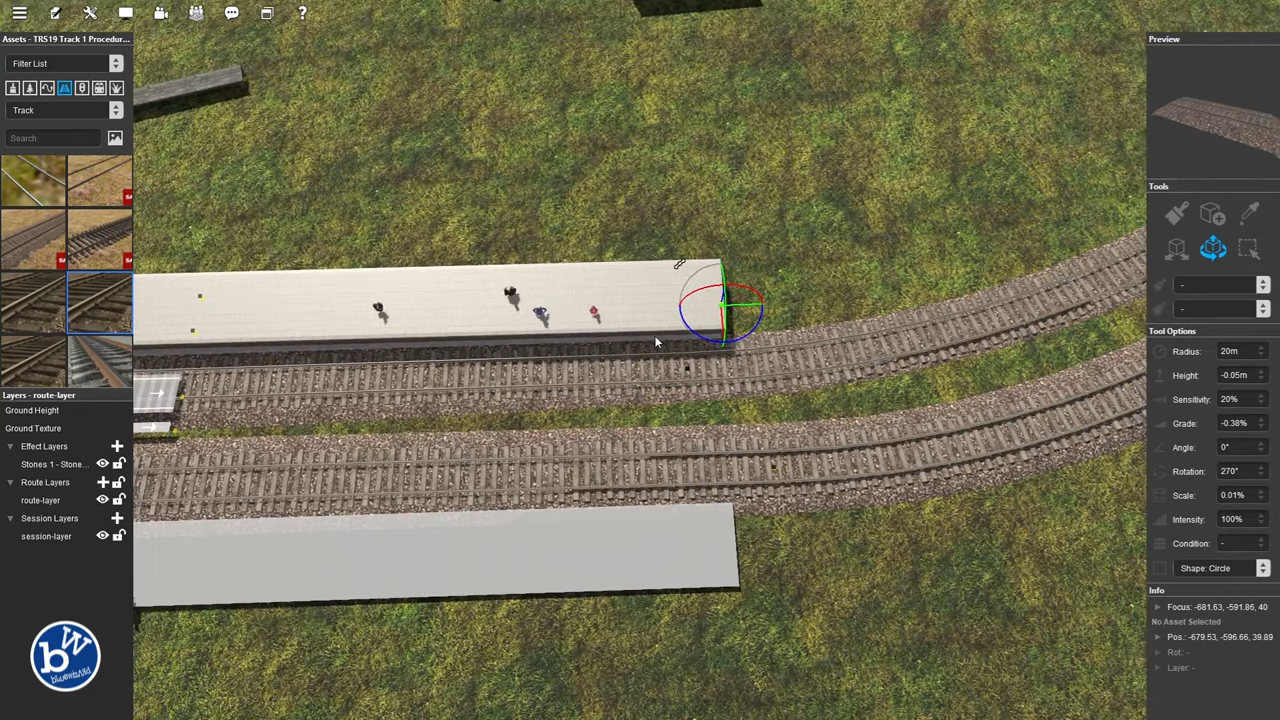 Assets - TRS19 Track 1 Procedur...
Filter List
Track
Search
Layers - route-layer
Ground Height
Ground Texture
Effect Layers
Stones 1 - Stone...
Route Layers
route-layer
Session Layers
session-layer
bW
bluewizard
Preview
Tools
-
-
Tool Options
Radius: 20m
Height: -0.05m
Sensitivity: 20%
Grade: -0.38%
Angle: 0°
Rotation: 270°
Scale: 0.01%
Intensity: 100%
Condition: -
Shape: Circle
Info
Focus: -681.63, -591.86, 40
No Asset Selected
Pos.: -679.53, -596.66, 39.89
Rot.: -
Layer: -